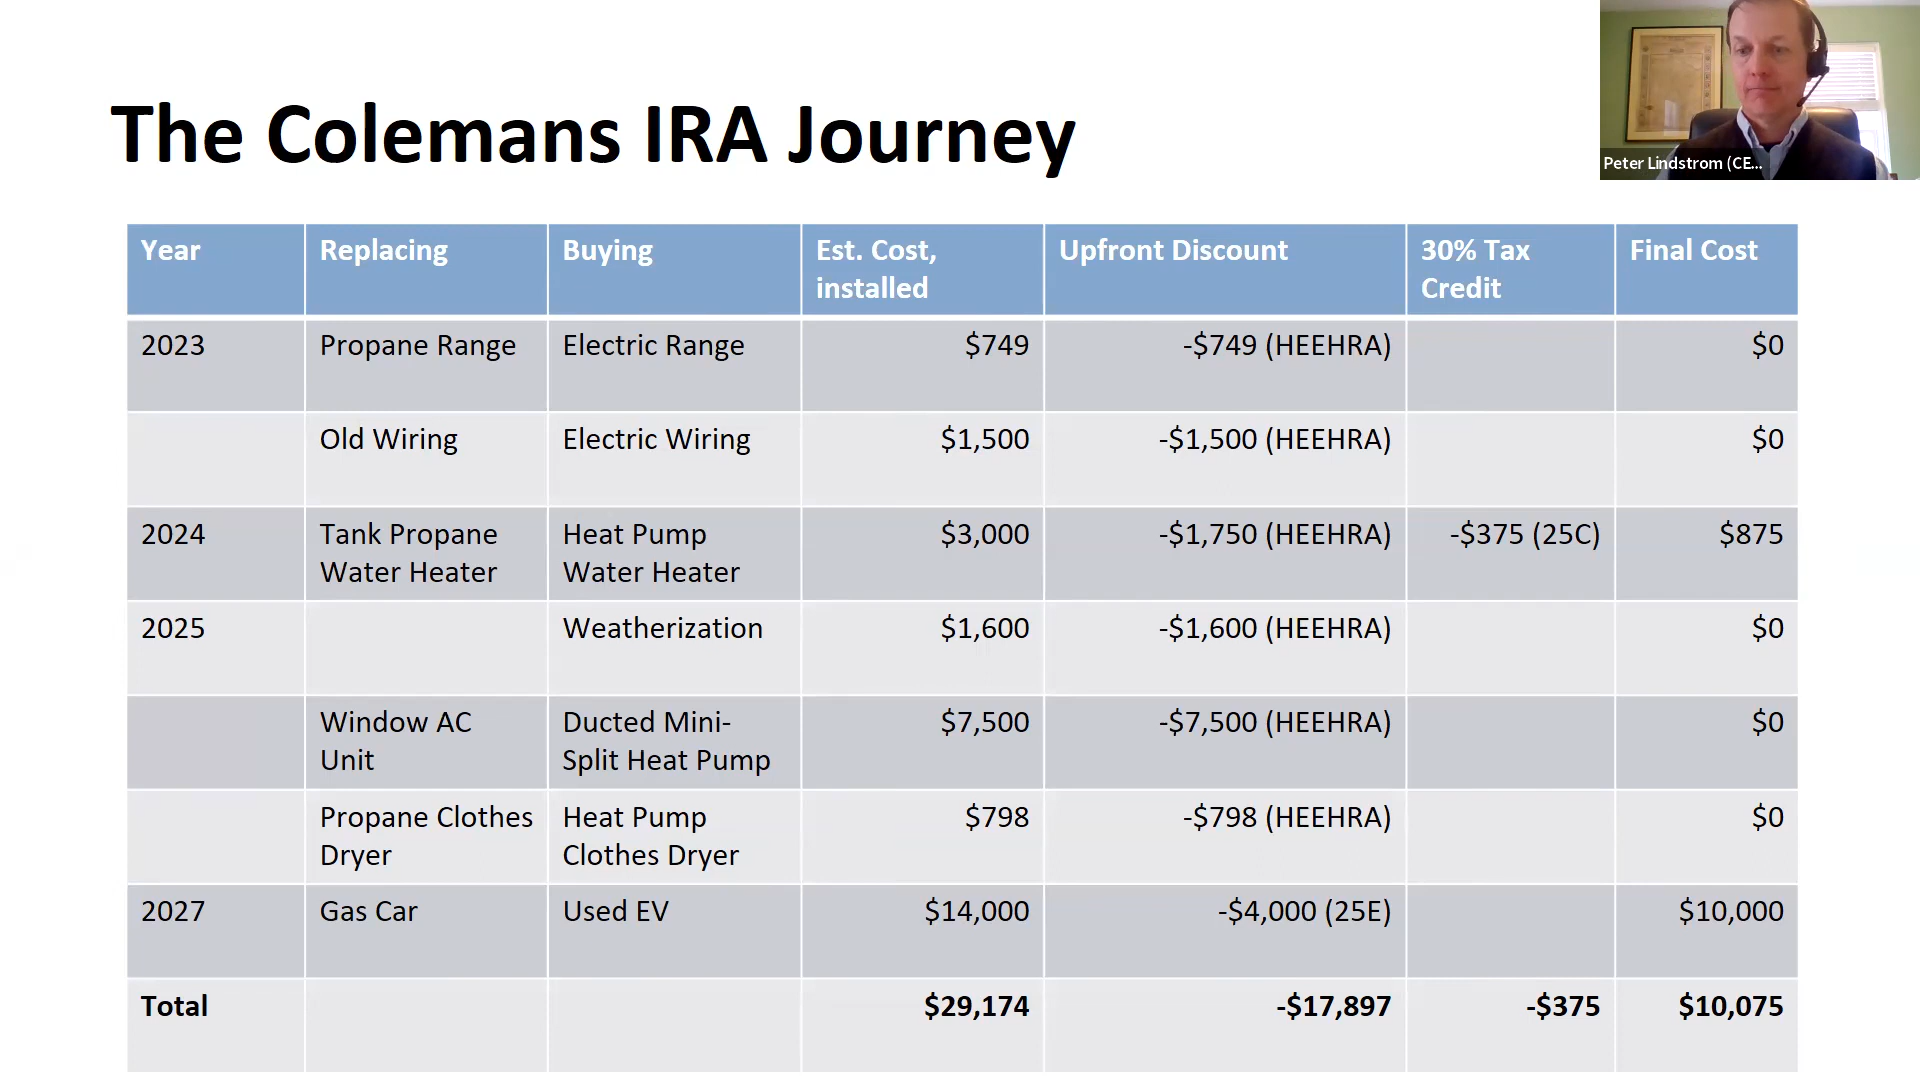 Peter Lindstrom (CE...
The Colemans IRA Journey
Year Replacing Buying Est. Cost, installed Upfront Discount 30% Tax Credit Final Cost
2023 Propane Range Electric Range $749 -$749 (HEEHRA) $0
Old Wiring Electric Wiring $1,500 -$1,500 (HEEHRA) $0
2024 Tank Propane Water Heater Heat Pump Water Heater $3,000 -$1,750 (HEEHRA) -$375 (25C) $875
2025 Weatherization $1,600 -$1,600 (HEEHRA) $0
Window AC Unit Ducted Mini-Split Heat Pump $7,500 -$7,500 (HEEHRA) $0
Propane Clothes Dryer Heat Pump Clothes Dryer $798 -$798 (HEEHRA) $0
2027 Gas Car Used EV $14,000 -$4,000 (25E) $10,000
Total $29,174 -$17,897 -$375 $10,075